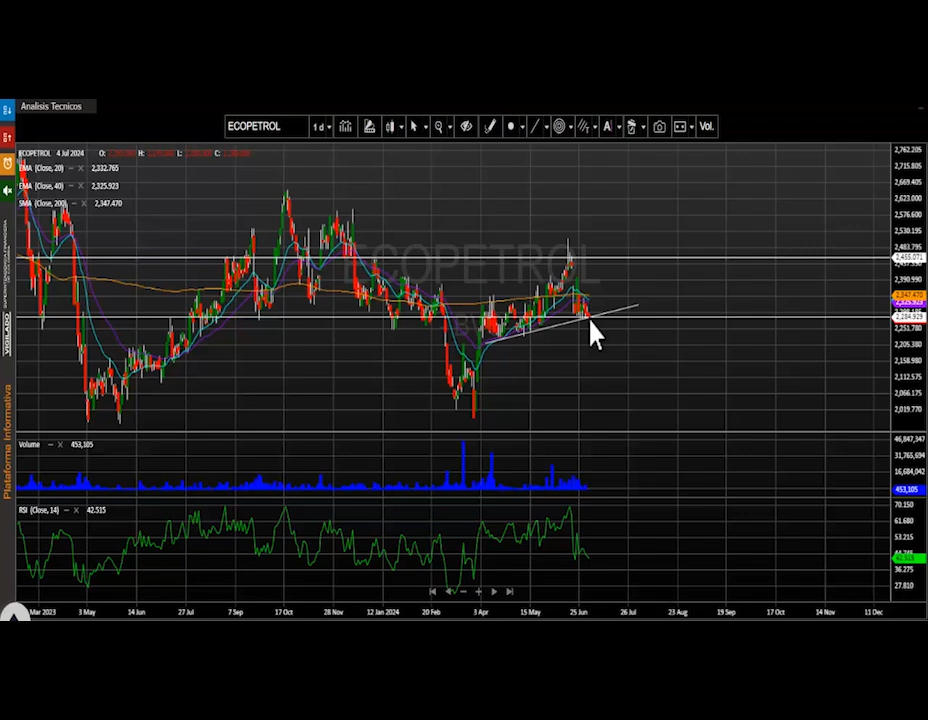 Analisis Tecnicos
ECOPETROL 1 d Vol.
ECOPETROL 4 Jul 2024 O: H: L: C:
EMA (Close, 20) 2,332.765
EMA (Close, 40) 2,325.923
SMA (Close, 200) 2,347.470
ECOPETROL
2,762.205
2,715.805
2,669.405
2,623.000
2,576.600
2,530.195
2,483.795
2,455.071
2,390.990
2,347.470
2,284.929
2,251.780
2,205.380
2,158.980
2,112.575
2,066.175
2,019.770
Volume 453,105
46,847,347
31,765,694
16,684,042
453,105
RSI (Close, 14) 42.515
70.150
61.680
53.215
36.275
27.810
Mar 2023 3 May 14 Jun 27 Jul 7 Sep 17 Oct 28 Nov 12 Jan 2024 20 Feb 3 Apr 15 May 25 Jun 26 Jul 23 Aug 19 Sep 17 Oct 14 Nov 11 Dec
VIGILADO
Plataforma Informativa